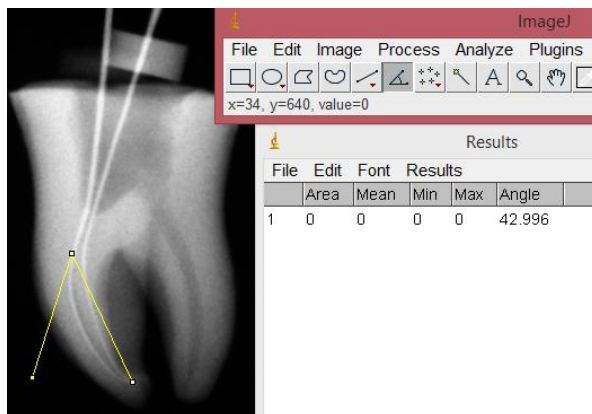 ImageJ
File Edit Image Process Analyze Plugins
A
x=34, y=640, value=0
Results
File Edit Font Results
Area Mean Min Max Angle
1 0 0 0 0 42.996